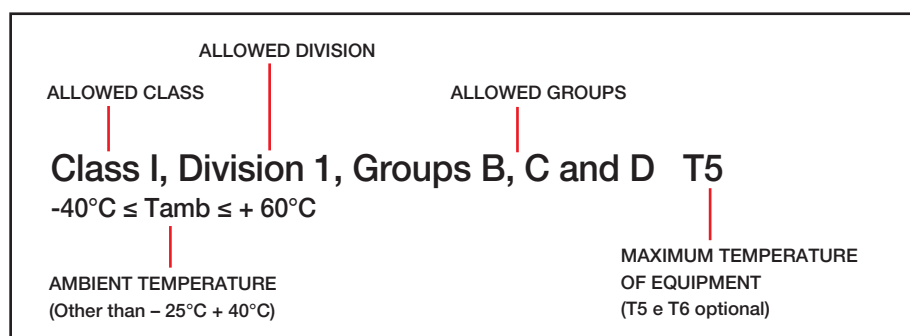 ALLOWED DIVISION
ALLOWED CLASS
ALLOWED GROUPS
Class I, Division 1, Groups B, C and D T5
-40°C ≤ Tamb ≤ + 60°C
AMBIENT TEMPERATURE
(Other than – 25°C + 40°C)
MAXIMUM TEMPERATURE
OF EQUIPMENT
(T5 e T6 optional)